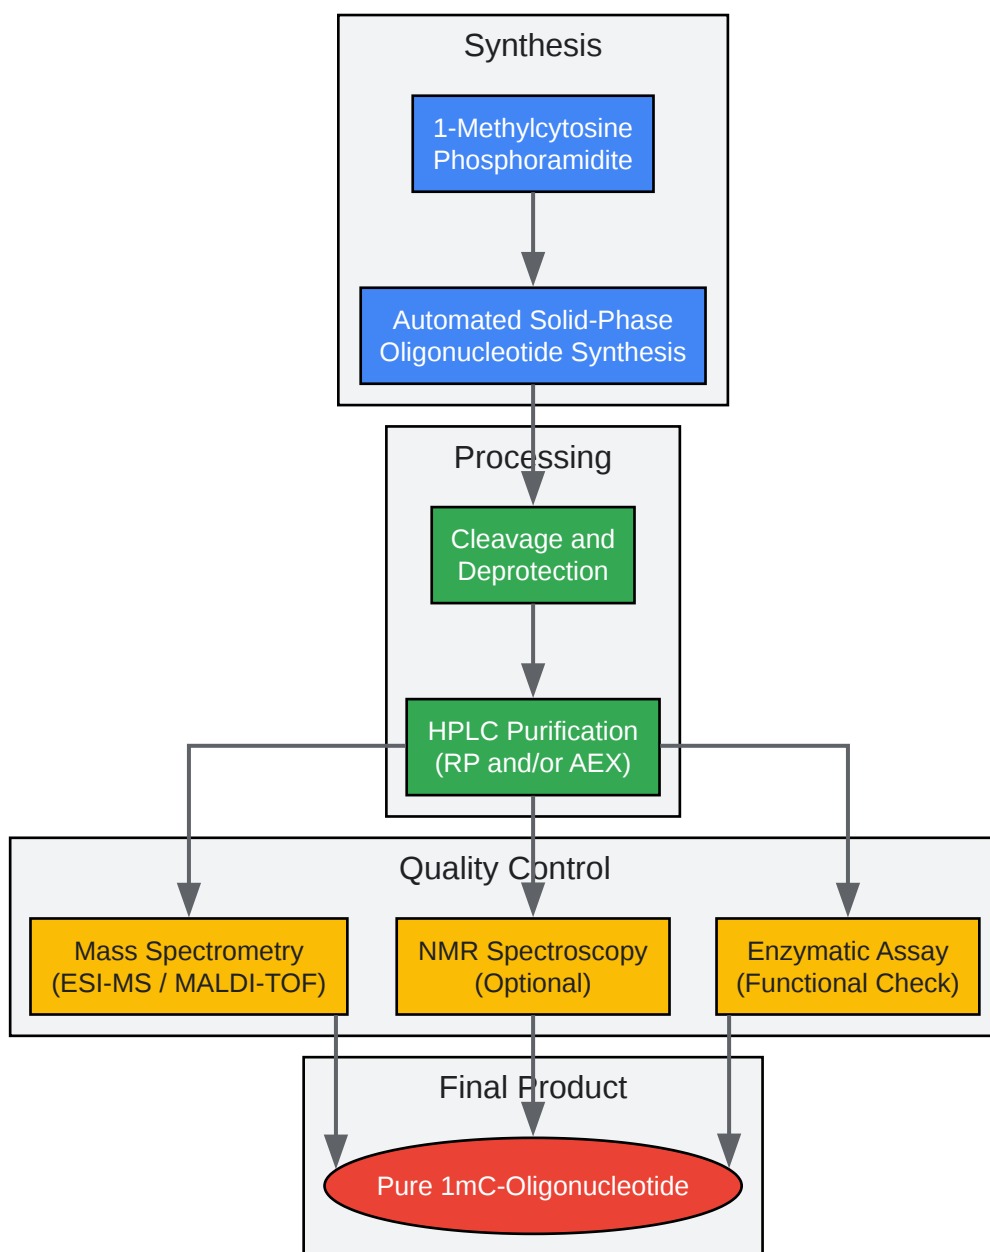 Synthesis
1-Methylcytosine
Phosphoramidite
Automated Solid-Phase
Oligonucleotide Synthesis
Processing
Cleavage and
Deprotection
HPLC Purification
(RP and/or AEX)
Quality Control
Mass Spectrometry
(ESI-MS / MALDI-TOF)
NMR Spectroscopy
(Optional)
Enzymatic Assay
(Functional Check)
Final Product
Pure 1mC-Oligonucleotide